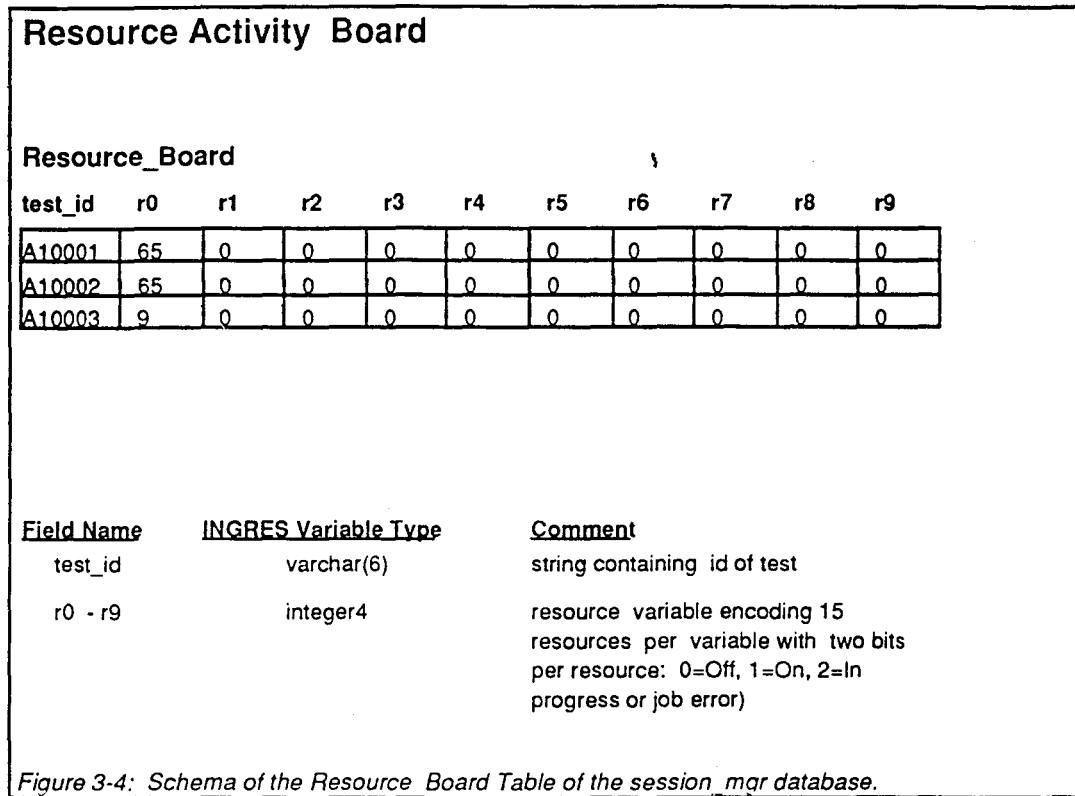 Resource Activity Board
Resource_Board
test_id r0 r1 r2 r3 r4 r5 r6 r7 r8 r9
A10001 65 0 0 0 0 0 0 0 0 0
A10002 65 0 0 0 0 0 0 0 0 0
A10003 9 0 0 0 0 0 0 0 0 0
Field Name INGRES Variable Type Comment
test_id varchar(6) string containing id of test
r0 - r9 integer4 resource variable encoding 15
resources per variable with two bits
per resource: 0=Off, 1=On, 2=In
progress or job error)
Figure 3-4: Schema of the Resource_Board Table of the session_mgr database.